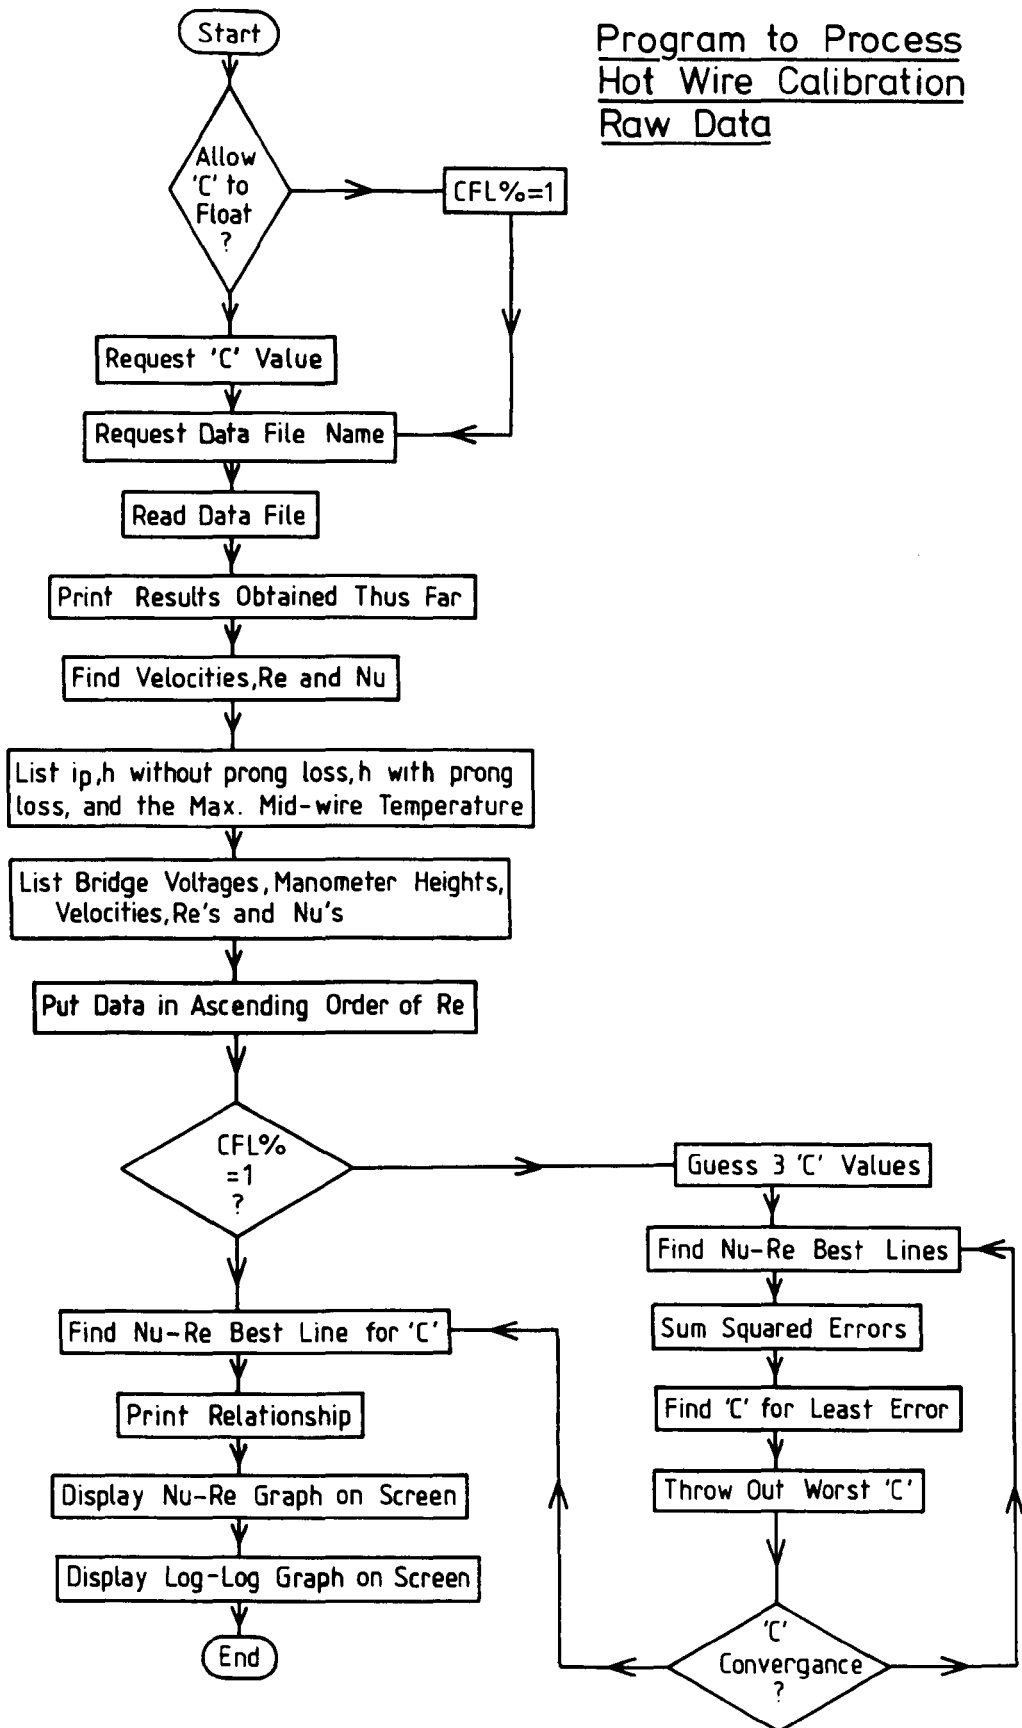 Program to Process
Hot Wire Calibration
Raw Data
Start
Allow
'C' to
Float
?
CFL%=1
Request 'C' Value
Request Data File Name
Read Data File
Print Results Obtained Thus Far
Find Velocities,Re and Nu
List ip,h without prong loss,h with prong
loss, and the Max. Mid-wire Temperature
List Bridge Voltages,Manometer Heights,
Velocities,Re's and Nu's
Put Data in Ascending Order of Re
CFL%
=1
?
Guess 3 'C' Values
Find Nu-Re Best Lines
Sum Squared Errors
Find 'C' for Least Error
Throw Out Worst 'C'
'C'
Convergance
?
Find Nu-Re Best Line for 'C'
Print Relationship
Display Nu-Re Graph on Screen
Display Log-Log Graph on Screen
End